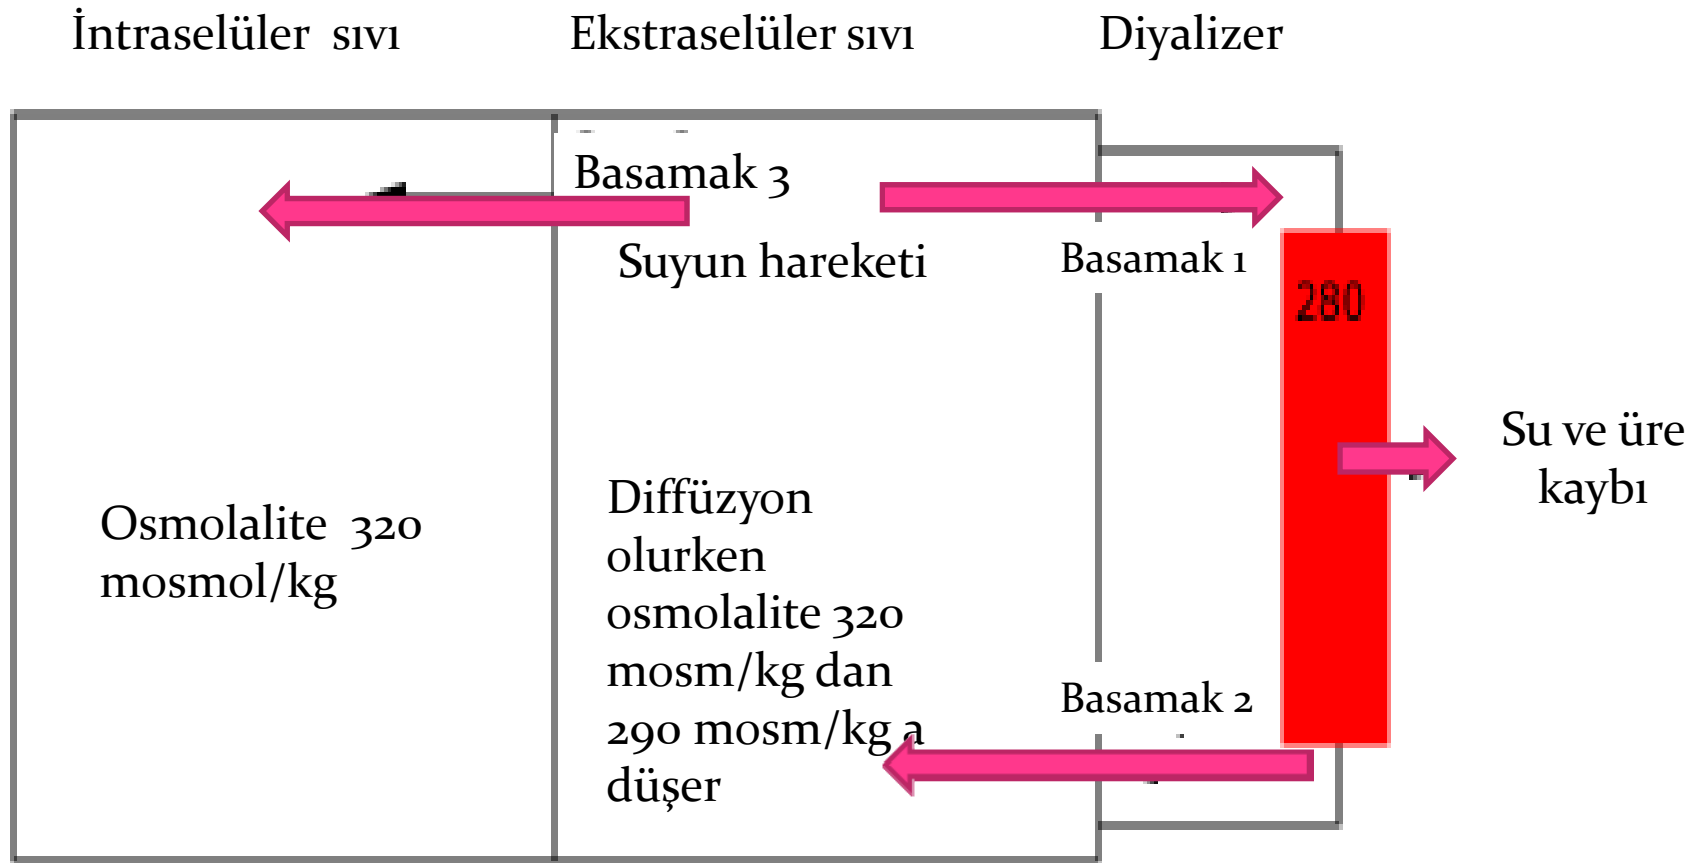 İntraselüler sıvı
Ekstraselüler sıvı
Diyalizer
Basamak 3
Suyun hareketi
Basamak 1
280
Su ve üre
kaybı
Osmolalite 320
mosmol/kg
Diffüzyon
olurken
osmolalite 320
mosm/kg dan
290 mosm/kg a
düşer
Basamak 2